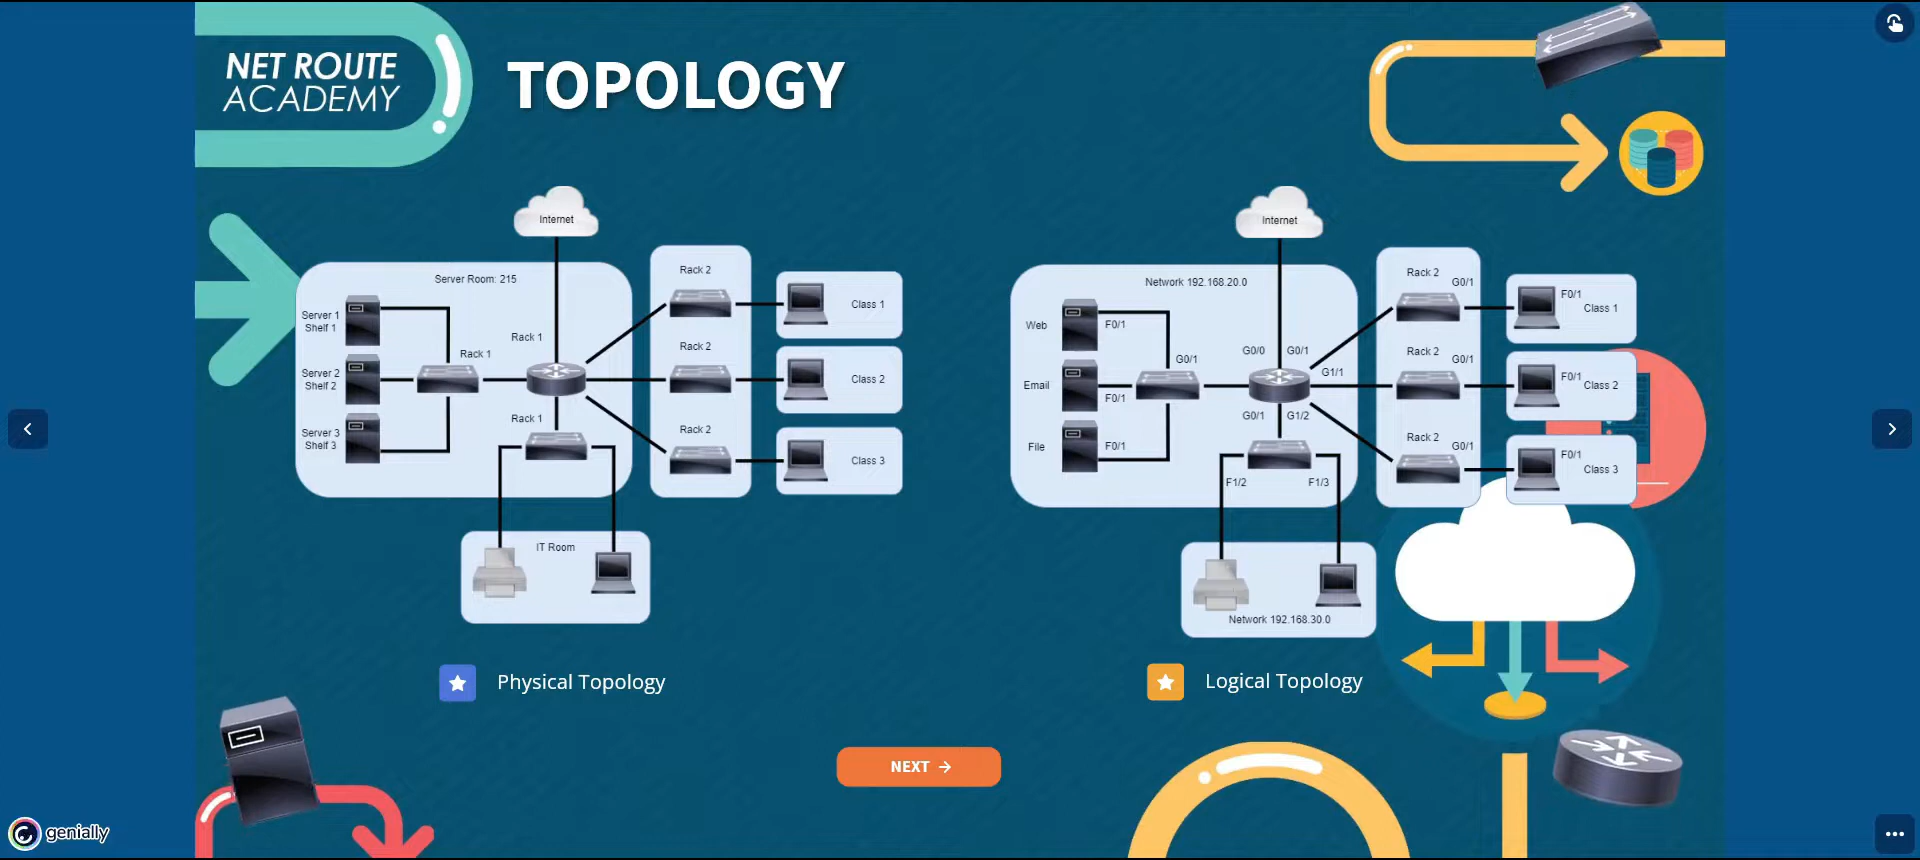 NET ROUTE
ACADEMY
TOPOLOGY
Internet
Server Room: 215
Server 1
Shelf 1
Server 2
Shelf 2
Server 3
Shelf 3
Rack 1
Rack 1
Rack 1
Rack 2
Rack 2
Rack 2
Class 1
Class 2
Class 3
IT Room
Physical Topology
Internet
Network 192.168.20.0
Web
F0/1
Email
F0/1
File
F0/1
G0/1
G0/0
G0/1
G1/1
G0/1
G1/2
F1/2
F1/3
Rack 2
G0/1
Rack 2
G0/1
Rack 2
G0/1
F0/1
Class 1
F0/1
Class 2
F0/1
Class 3
Network 192.168.30.0
Logical Topology
NEXT
genially